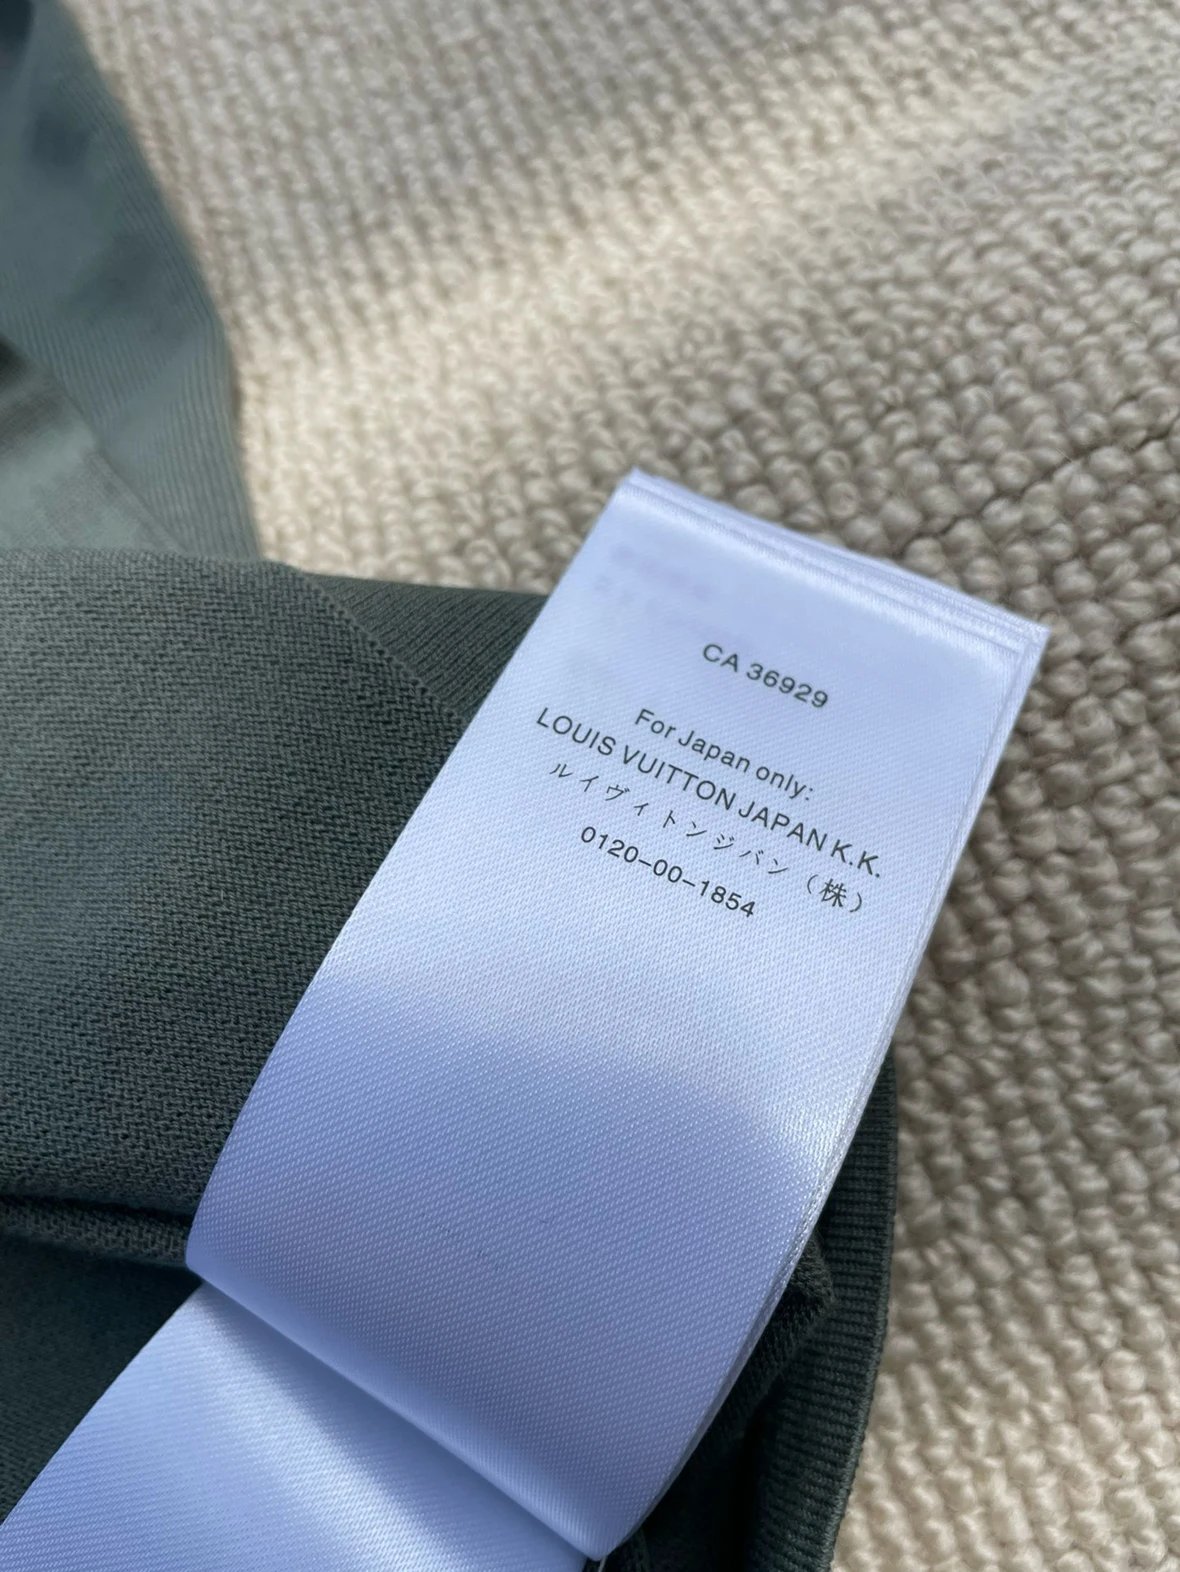 CA 36929
For Japan only:
LOUIS VUITTON JAPAN K.K.
ルイヴィトンジバン（株）
0120-00-1854